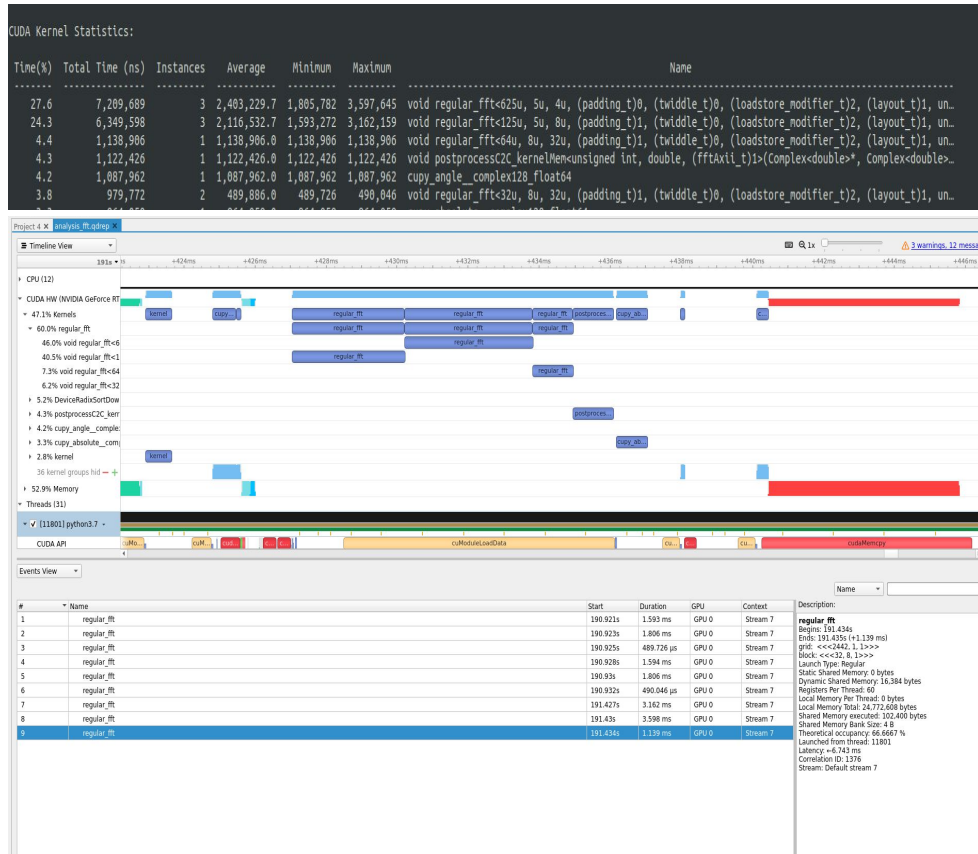 CUDA Kernel Statistics:
Time(%) Total Time (ns) Instances Average Minimum Maximum Name
27.6 7,209,689 3 2,403,229.7 1,805,782 3,597,645 void regular_fft<625u, 5u, 4u, (padding_t)0, (twiddle_t)0, (loadstore_modifier_t)2, (layout_t)1, un…
24.3 6,349,598 3 2,116,532.7 1,593,272 3,162,159 void regular_fft<125u, 5u, 8u, (padding_t)1, (twiddle_t)0, (loadstore_modifier_t)2, (layout_t)1, un…
4.4 1,138,906 1 1,138,906.0 1,138,906 1,138,906 void regular_fft<64u, 8u, 32u, (padding_t)1, (twiddle_t)0, (loadstore_modifier_t)2, (layout_t)1, un…
4.3 1,122,426 1 1,122,426.0 1,122,426 1,122,426 void postprocessC2C_kernelMem<unsigned int, double, (fftAxii_t)1>(Complex<double>*, Complex<double>…
4.2 1,087,962 1 1,087,962.0 1,087,962 1,087,962 cupy_angle__complex128_float64
3.8 979,772 2 489,886.0 489,726 490,046 void regular_fft<32u, 8u, 32u, (padding_t)1, (twiddle_t)0, (loadstore_modifier_t)2, (layout_t)1, un…
Project 4 analysis_fft.qdrep
Timeline View 1x 3 warnings, 12 messa
191s +424ms +426ms +428ms +430ms +432ms +434ms +436ms +438ms +440ms +442ms +444ms +446ms
CPU (12)
CUDA HW (NVIDIA GeForce RT
47.1% Kernels kernel cupy... regular_fft regular_fft regular_fft postproces... cupy_ab... c...
60.0% regular_fft regular_fft regular_fft regular_fft
46.0% void regular_fft<6 regular_fft
40.5% void regular_fft<1 regular_fft
7.3% void regular_fft<64 regular_fft
6.2% void regular_fft<32
5.2% DeviceRadixSortDow
4.3% postprocessC2C_kerr postproces...
4.2% cupy_angle__comple:
3.3% cupy_absolute__com cupy_ab...
2.8% kernel kernel
36 kernel groups hid
52.9% Memory
Threads (31)
[11801] python3.7
CUDA API cuMo... cuM... cud... c... c... cuModuleLoadData cu... c... cu... cudaMemcpy
Events View
Name
# Name Start Duration GPU Context
1 regular_fft 190.921s 1.593 ms GPU 0 Stream 7
2 regular_fft 190.923s 1.806 ms GPU 0 Stream 7
3 regular_fft 190.925s 489.726 μs GPU 0 Stream 7
4 regular_fft 190.928s 1.594 ms GPU 0 Stream 7
5 regular_fft 190.93s 1.806 ms GPU 0 Stream 7
6 regular_fft 190.932s 490.046 μs GPU 0 Stream 7
7 regular_fft 191.427s 3.162 ms GPU 0 Stream 7
8 regular_fft 191.43s 3.598 ms GPU 0 Stream 7
9 regular_fft 191.434s 1.139 ms GPU 0 Stream 7
Description:
regular_fft
Begins: 191.434s
Ends: 191.435s (+1.139 ms)
grid: <<<2442, 1, 1>>>
block: <<<32, 8, 1>>>
Launch Type: Regular
Static Shared Memory: 0 bytes
Dynamic Shared Memory: 16,384 bytes
Registers Per Thread: 60
Local Memory Per Thread: 0 bytes
Local Memory Total: 24,772,608 bytes
Shared Memory executed: 102,400 bytes
Shared Memory Bank Size: 4 B
Theoretical occupancy: 66.6667 %
Launched from thread: 11801
Latency: ←6.743 ms
Correlation ID: 1376
Stream: Default stream 7